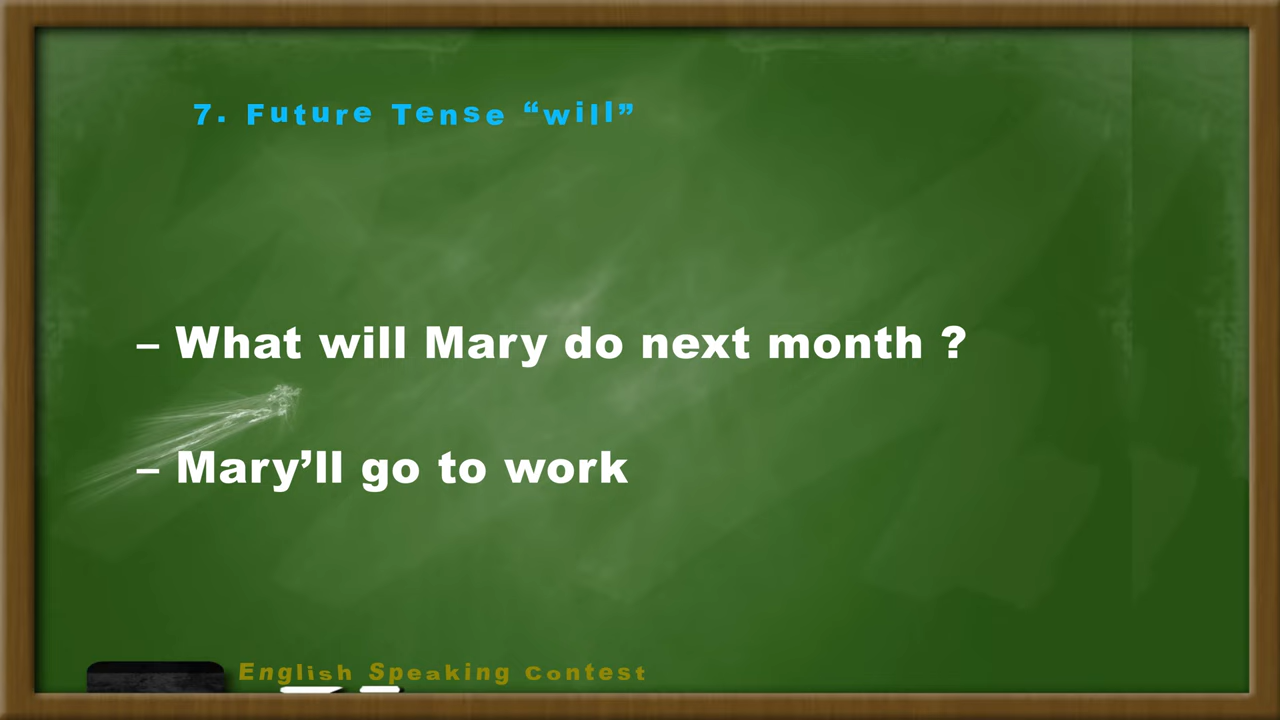 7. Future Tense “will”
– What will Mary do next month ?
– Mary’ll go to work
English Speaking Contest